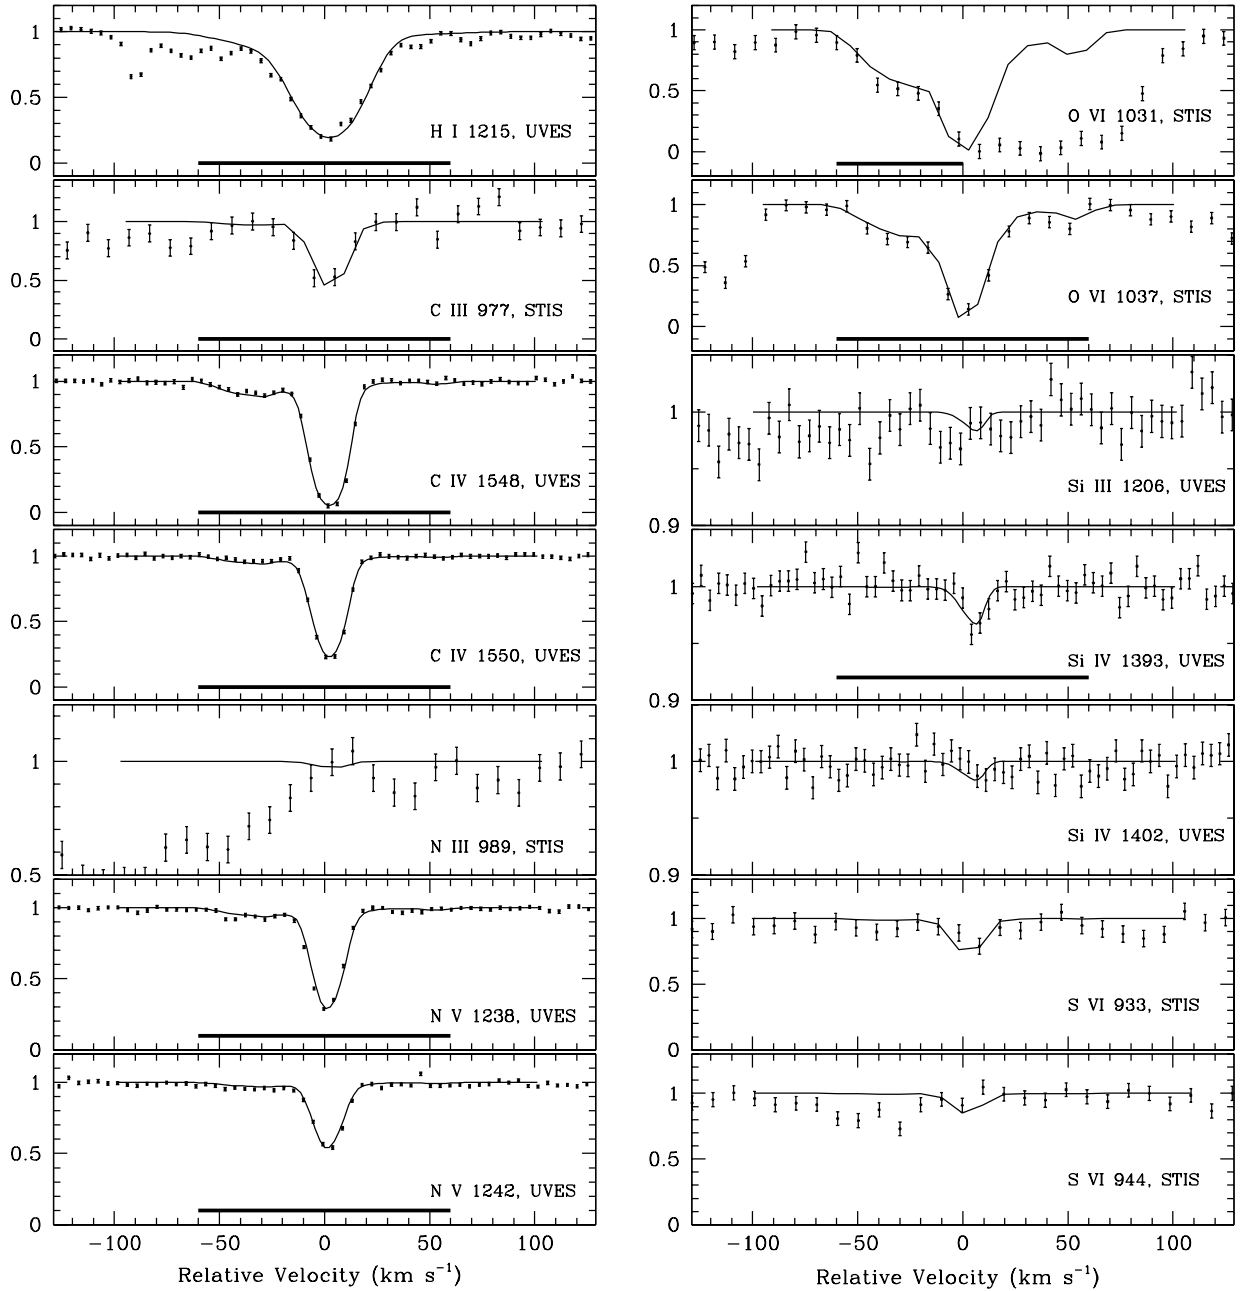 1
0.5
0
H I 1215, UVES
1
0.5
0
C III 977, STIS
1
0.5
0
C IV 1548, UVES
1
0.5
0
C IV 1550, UVES
1
0.5
N III 989, STIS
1
0.5
0
N V 1238, UVES
1
0.5
0
N V 1242, UVES
−100 −50 0 50 100
Relative Velocity (km s⁻¹)
1
0.5
0
O VI 1031, STIS
1
0.5
0
O VI 1037, STIS
1
0.9
Si III 1206, UVES
1
0.9
Si IV 1393, UVES
1
0.9
Si IV 1402, UVES
1
0.5
0
S VI 933, STIS
1
0.5
0
S VI 944, STIS
−100 −50 0 50 100
Relative Velocity (km s⁻¹)